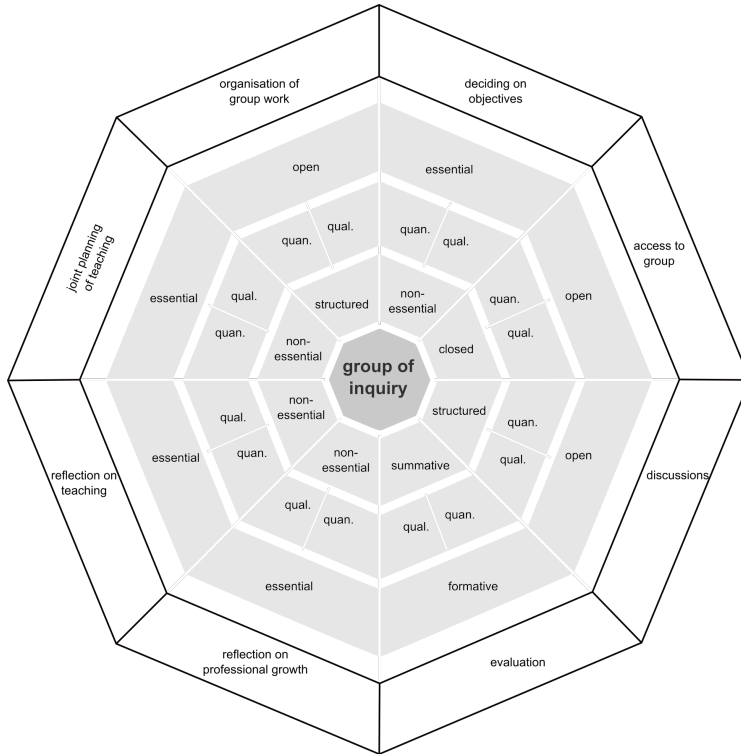 organisation of
group work
deciding on
objectives
open
essential
quan.
qual.
quan.
qual.
access to
group
joint planning
of teaching
essential
qual.
quan.
structured
non-
essential
quan.
qual.
open
non-
essential
closed
group of
inquiry
non-
essential
structured
reflection on
teaching
essential
qual.
quan.
non-
essential
summative
quan.
qual.
open
discussions
qual.
quan.
quan.
qual.
essential
formative
reflection on
professional growth
evaluation